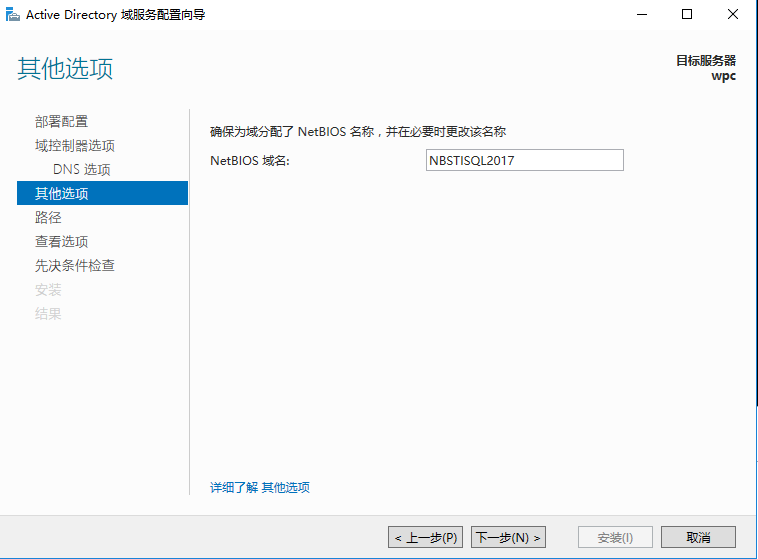 Active Directory 域服务配置向导
其他选项
目标服务器
wpc
部署配置
域控制器选项
DNS 选项
其他选项
路径
查看选项
先决条件检查
安装
结果
确保为域分配了 NetBIOS 名称，并在必要时更改该名称
NetBIOS 域名: NBSTISQL2017
详细了解 其他选项
< 上一步(P) 下一步(N) > 安装(I) 取消